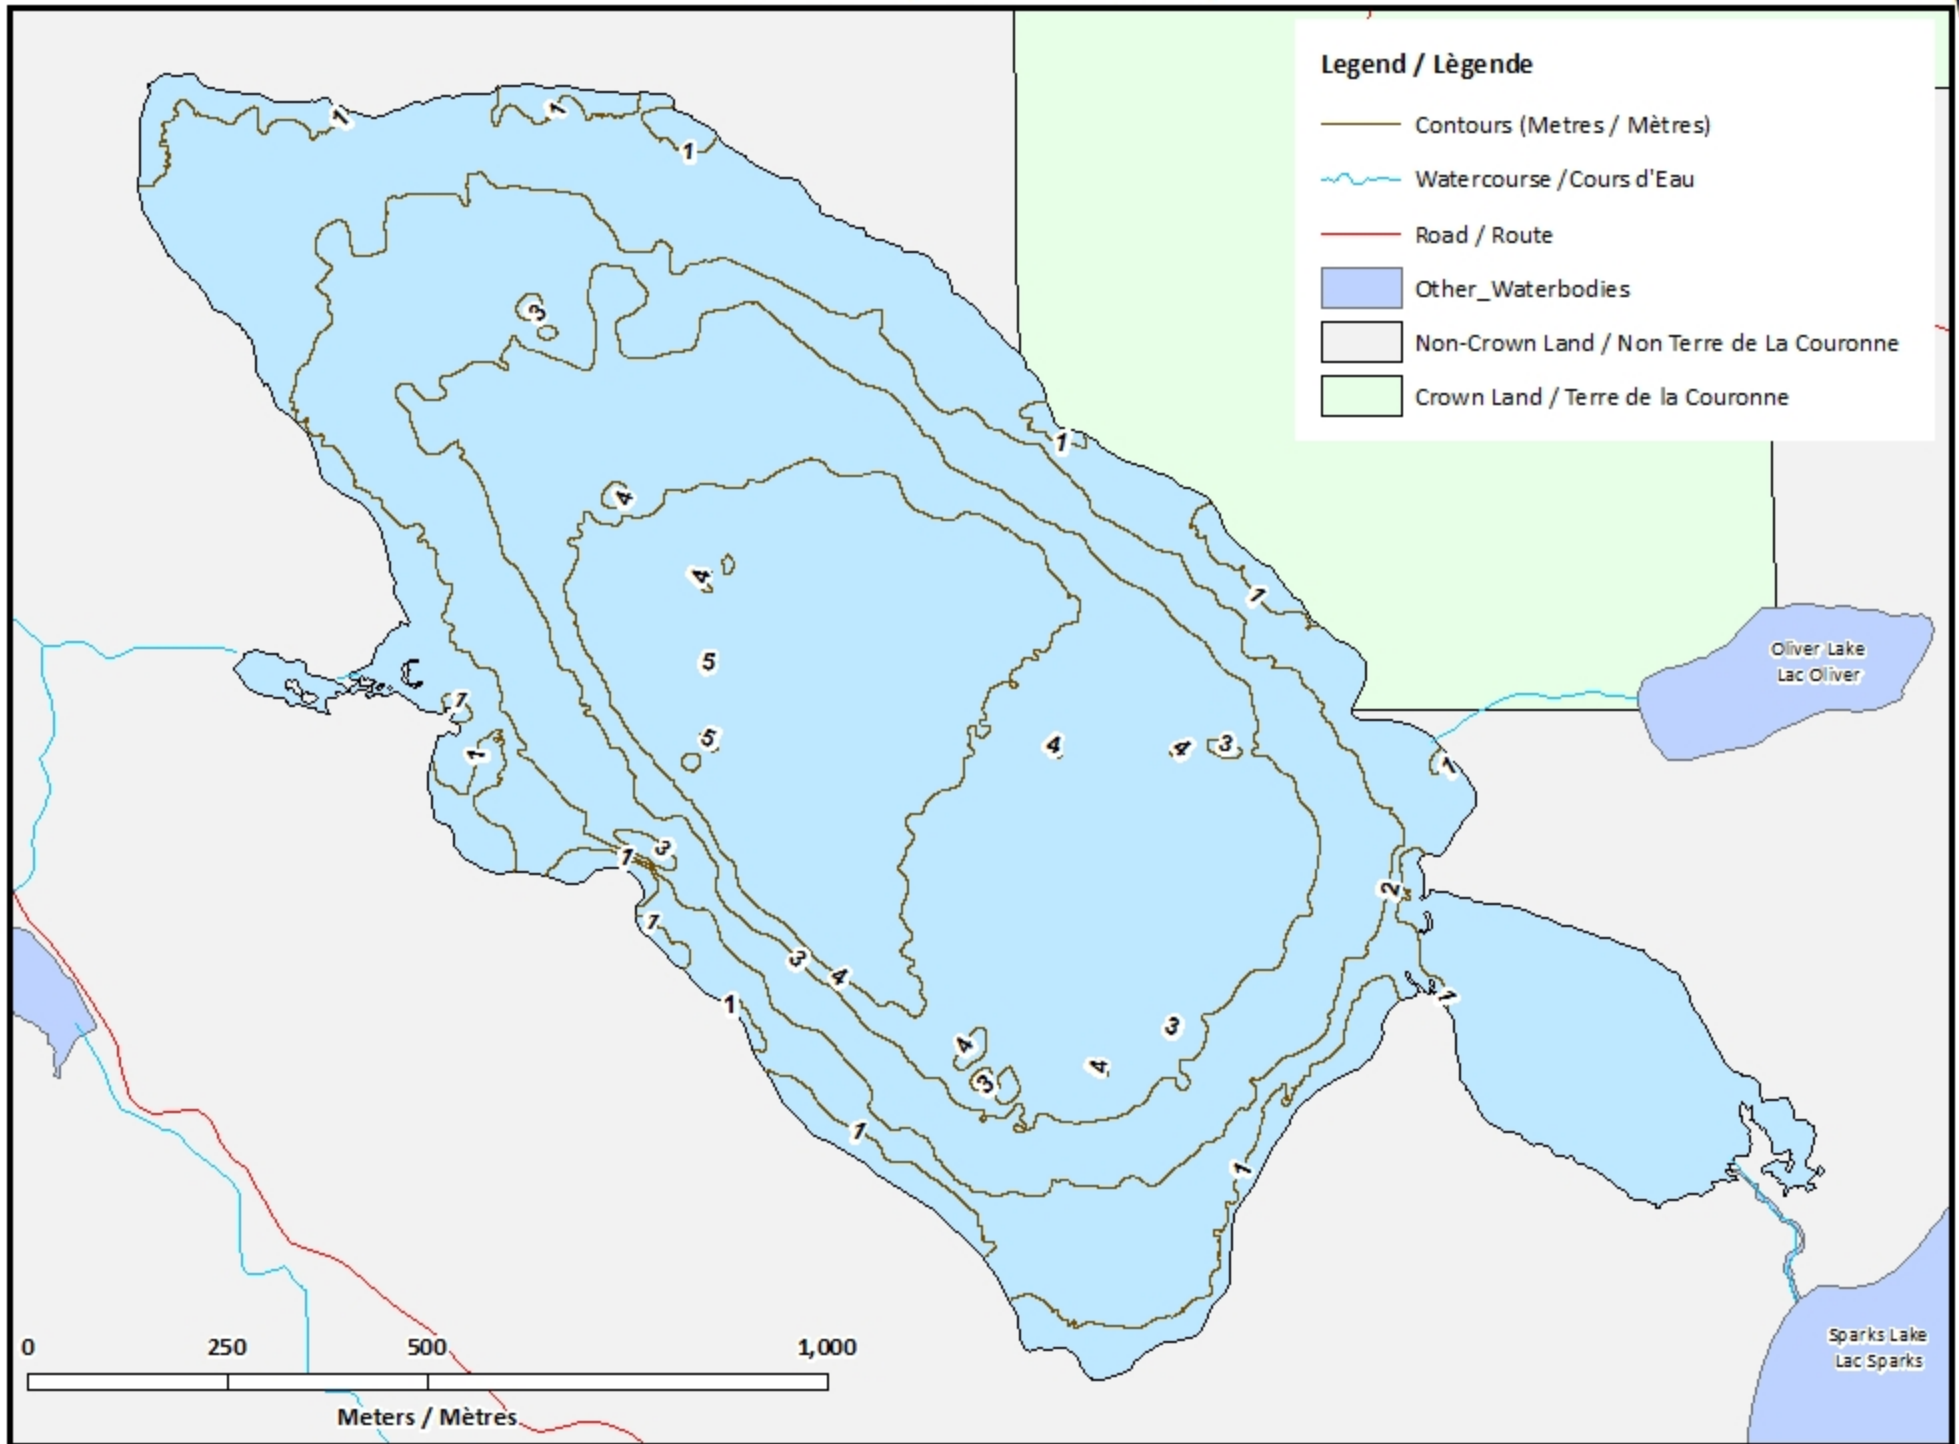 Legend / Lègende
Contours (Metres / Mètres)
Watercourse / Cours d'Eau
Road / Route
Other_Waterbodies
Non-Crown Land / Non Terre de La Couronne
Crown Land / Terre de la Couronne
1
1
1
3
1
4
4
1
5
Oliver Lake
Lac Oliver
1
5
4
4
3
1
1
3
1
2
1
3
4
1
1
3
4
4
3
1
1
0 250 500 1,000
Meters / Mètres
Sparks Lake
Lac Sparks